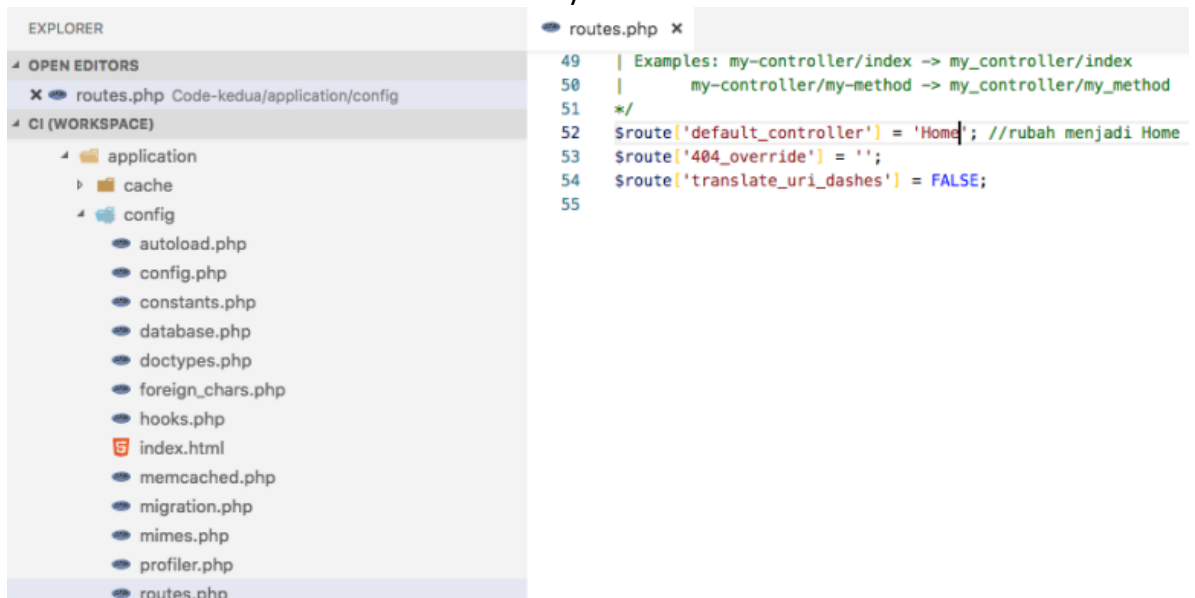 EXPLORER
OPEN EDITORS
routes.php Code-kedua/application/config
CI (WORKSPACE)
application
cache
config
autoload.php
config.php
constants.php
database.php
doctypes.php
foreign_chars.php
hooks.php
index.html
memcached.php
migration.php
mimes.php
profiler.php
routes.php
routes.php
49 | Examples: my-controller/index -> my_controller/index
50 | my-controller/my-method -> my_controller/my_method
51 */
52 $route['default_controller'] = 'Home'; //rubah menjadi Home
53 $route['404_override'] = '';
54 $route['translate_uri_dashes'] = FALSE;
55